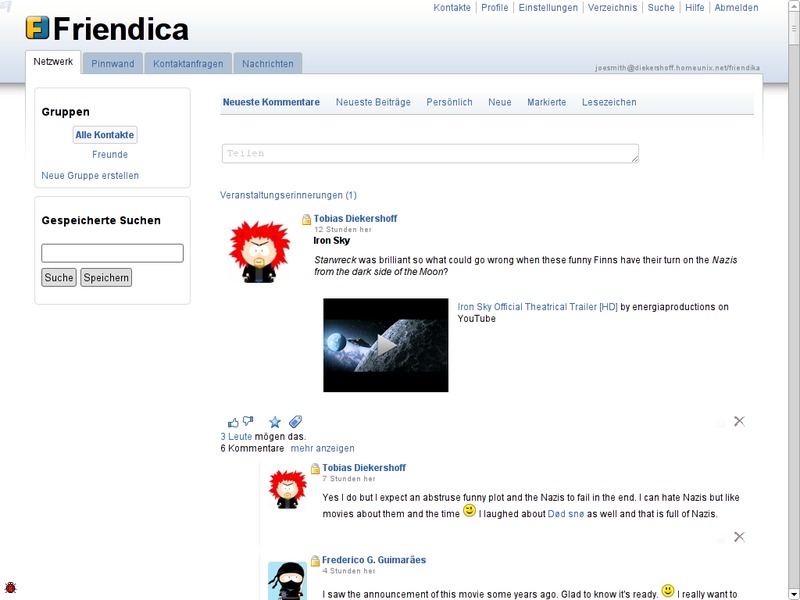 Kontakte Profile Einstellungen Verzeichnis Suche Hilfe Abmelden
Friendica
Netzwerk Pinnwand Kontaktanfragen Nachrichten
joesmith@diekershoff.homeunix.net/friendika
Gruppen
Alle Kontakte
Freunde
Neue Gruppe erstellen
Gespeicherte Suchen
Suche Speichern
Neueste Kommentare Neueste Beiträge Persönlich Neue Markierte Lesezeichen
Teilen
Veranstaltungserinnerungen (1)
Tobias Diekershoff
12 Stunden her
Iron Sky
Starwreck was brilliant so what could go wrong when these funny Finns have their turn on the Nazis
from the dark side of the Moon?
Iron Sky Official Theatrical Trailer [HD] by energiaproductions on
YouTube
3 Leute mögen das.
6 Kommentare mehr anzeigen
Tobias Diekershoff
7 Stunden her
Yes I do but I expect an abstruse funny plot and the Nazis to fail in the end. I can hate Nazis but like
movies about them and the time I laughed about Død snø as well and that is full of Nazis.
Frederico G. Guimarães
4 Stunden her
I saw the announcement of this movie some years ago. Glad to know it's ready. I really want to